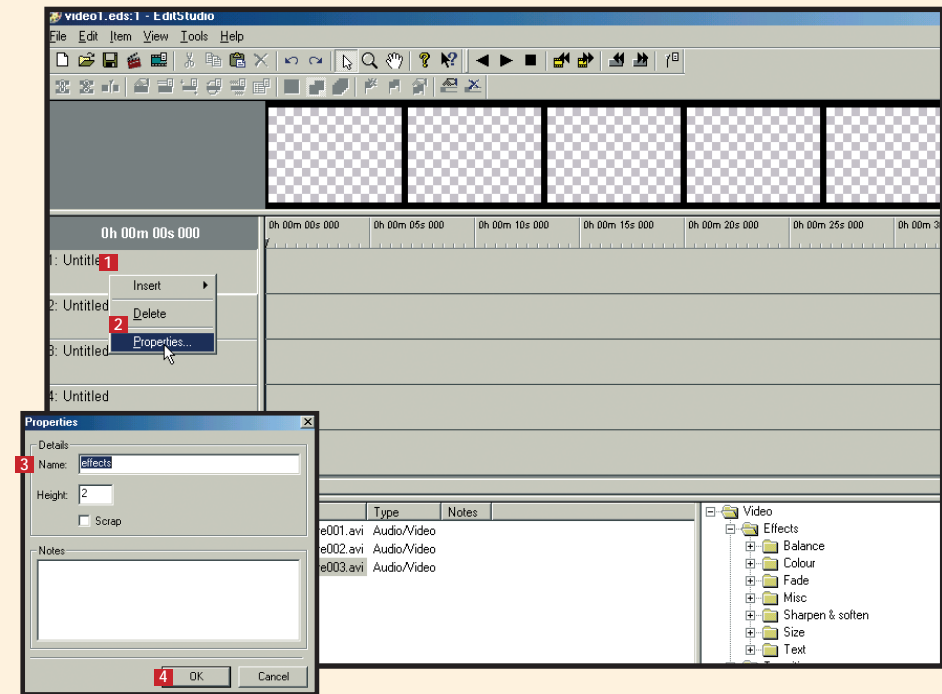 video1.eds:1 - EditStudio
File Edit Item View Tools Help
0h 00m 00s 000
0h 00m 00s 000 0h 00m 05s 000 0h 00m 10s 000 0h 00m 15s 000 0h 00m 20s 000 0h 00m 25s 000 0h 00m
1: Untitle
1
Insert
2: Untitled
Delete
2
Properties...
3: Untitled
4: Untitled
Properties
Details
3
Name: effects
Height: 2
Scrap
Notes
4
OK Cancel
Type Notes
e001.avi Audio/Video
e002.avi Audio/Video
e003.avi Audio/Video
Video
Effects
Balance
Colour
Fade
Misc
Sharpen & soften
Size
Text